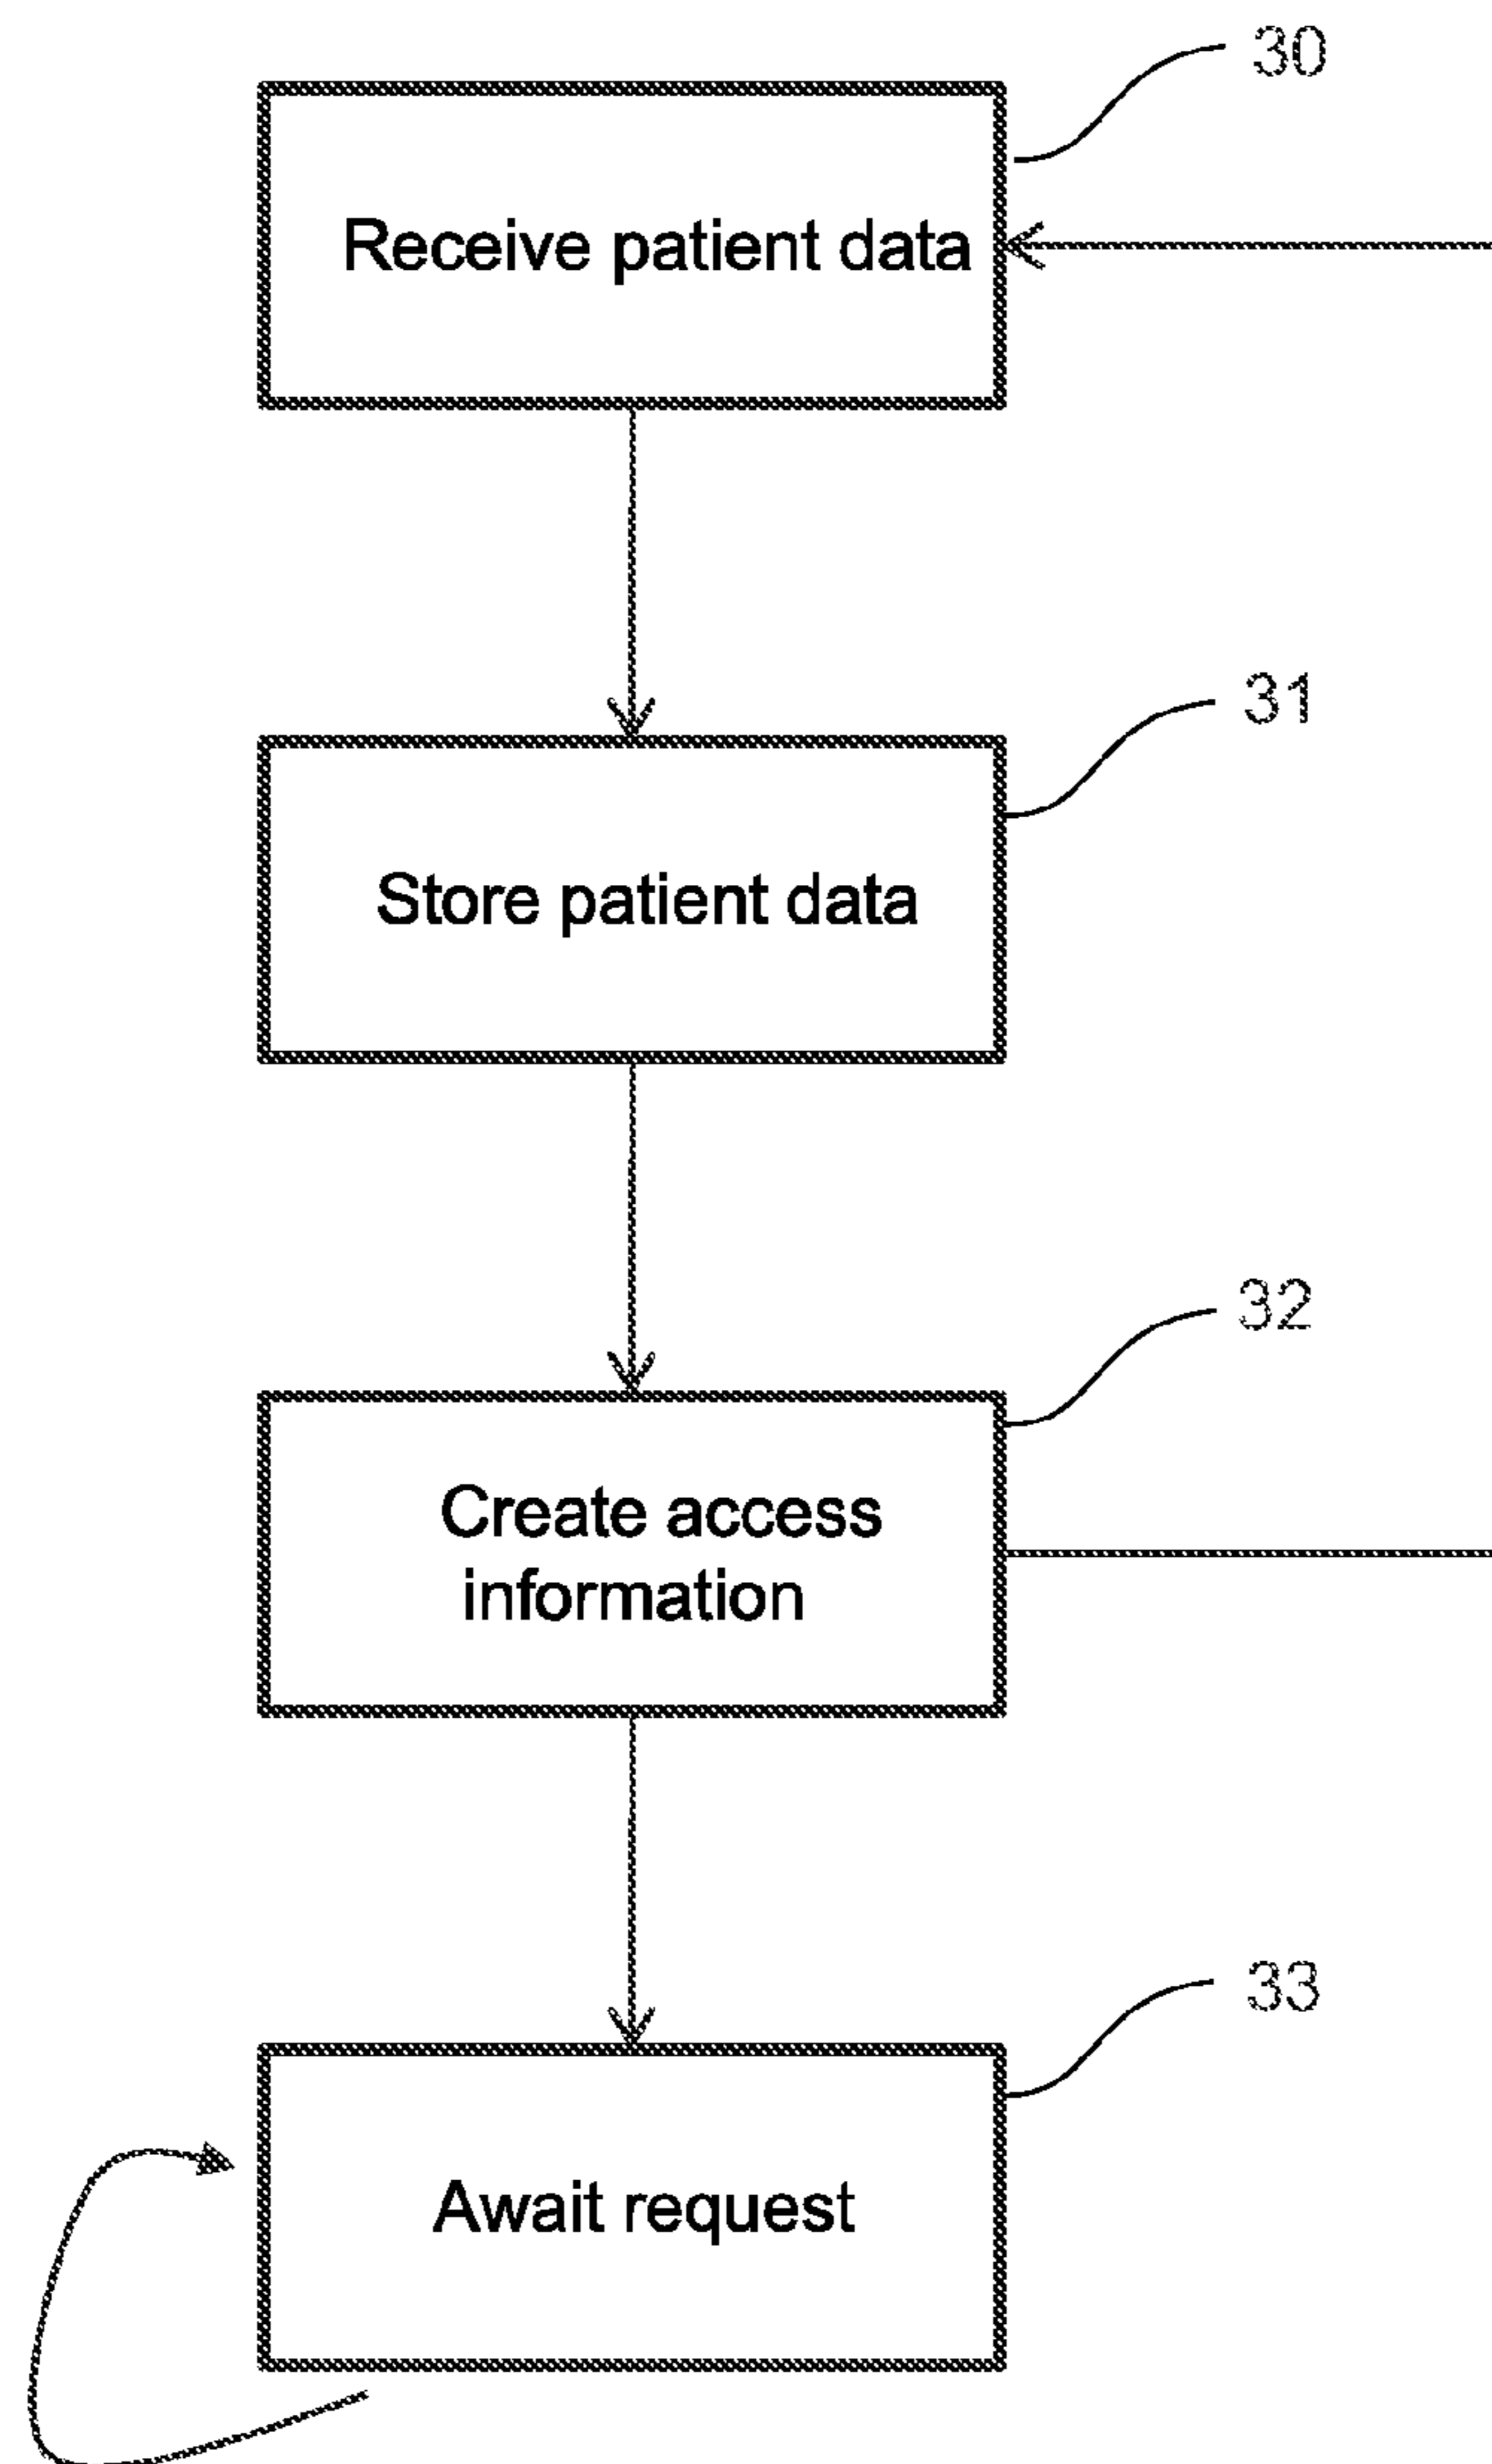 30
Receive patient data
31
Store patient data
32
Create access
information
33
Await request